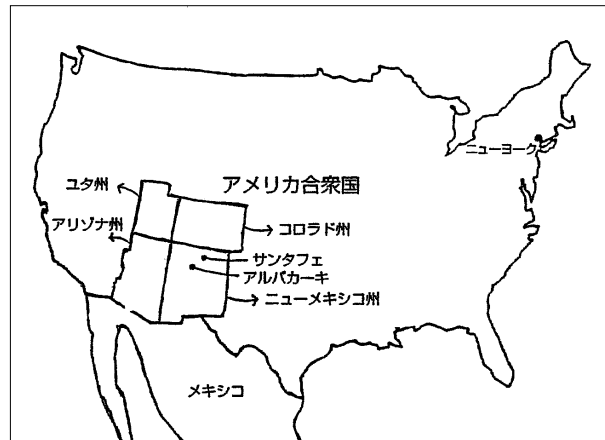 ニューヨーク
ユタ州
アメリカ合衆国
アリゾナ州
コロラド州
サンタフェ
アルバカーキ
ニューメキシコ州
メキシコ